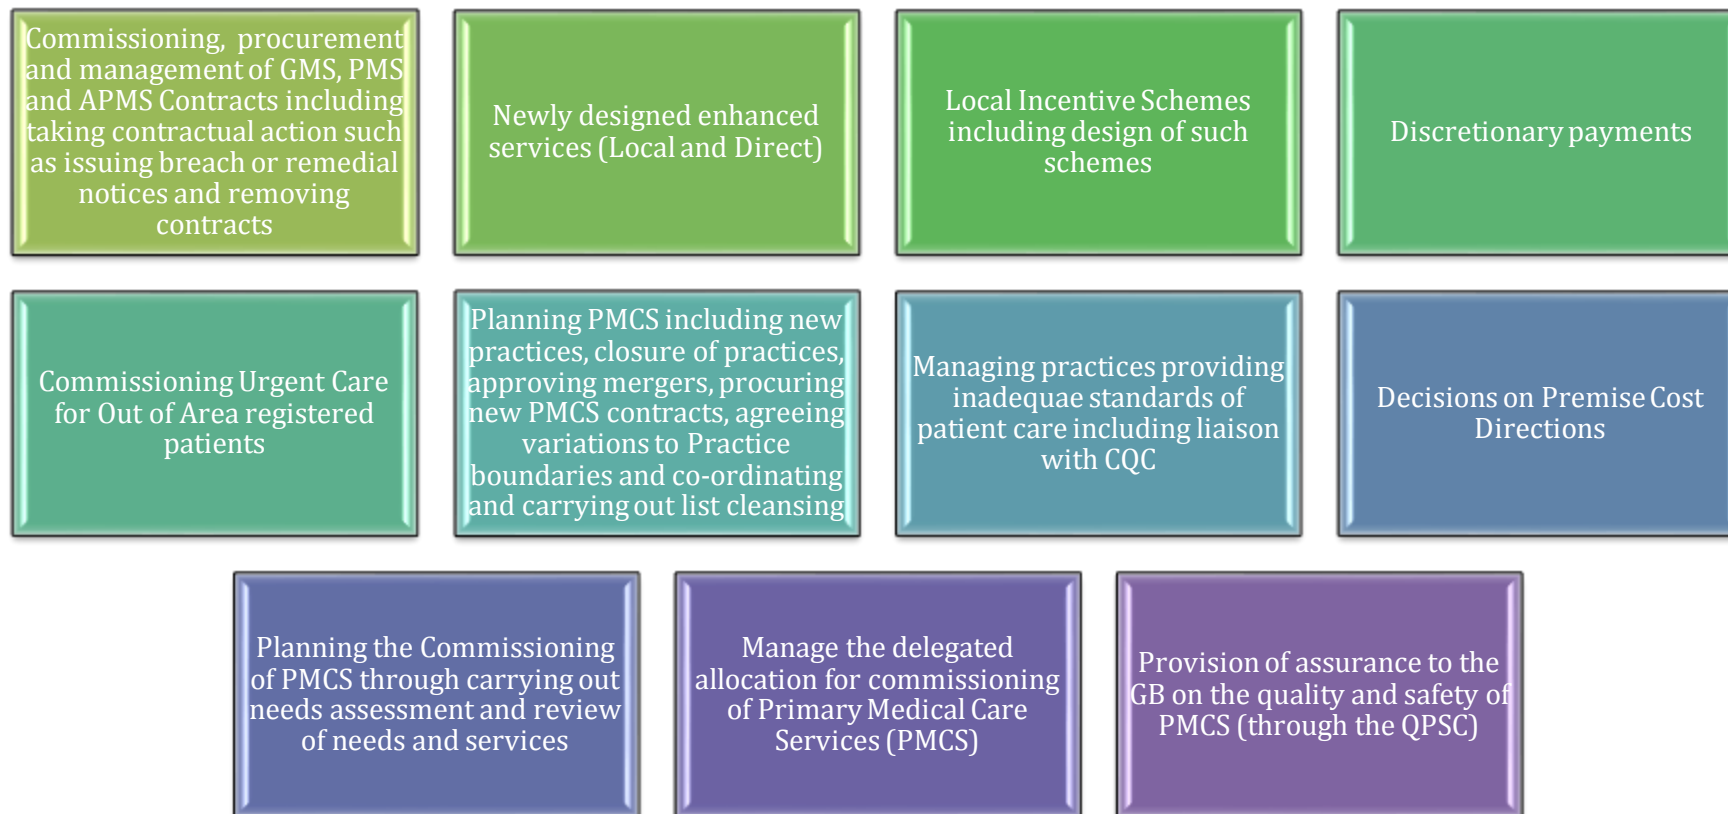 Commissioning, procurement
and management of GMS, PMS
and APMS Contracts including
taking contractual action such
as issuing breach or remedial
notices and removing
contracts
Newly designed enhanced
services (Local and Direct)
Local Incentive Schemes
including design of such
schemes
Discretionary payments
Commissioning Urgent Care
for Out of Area registered
patients
Planning PMCS including new
practices, closure of practices,
approving mergers, procuring
new PMCS contracts, agreeing
variations to Practice
boundaries and co-ordinating
and carrying out list cleansing
Managing practices providing
inadequae standards of
patient care including liaison
with CQC
Decisions on Premise Cost
Directions
Planning the Commissioning
of PMCS through carrying out
needs assessment and review
of needs and services
Manage the delegated
allocation for commissioning
of Primary Medical Care
Services (PMCS)
Provision of assurance to the
GB on the quality and safety of
PMCS (through the QPSC)